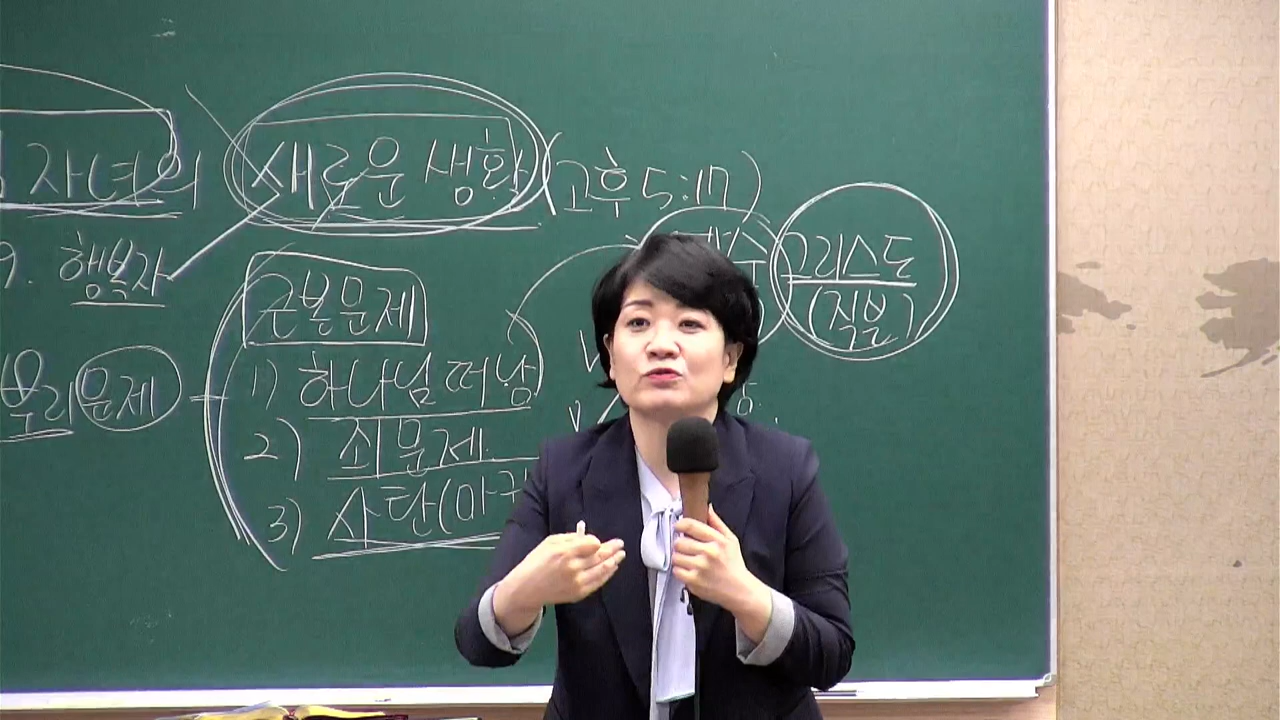 자녀의 새로운 생활 (고후 5:17)
9. 행복자
그리스도
(직분)
근본문제
우리 문제
1) 하나님 떠남
2) 죄 문제.
3) 사탄(마귀